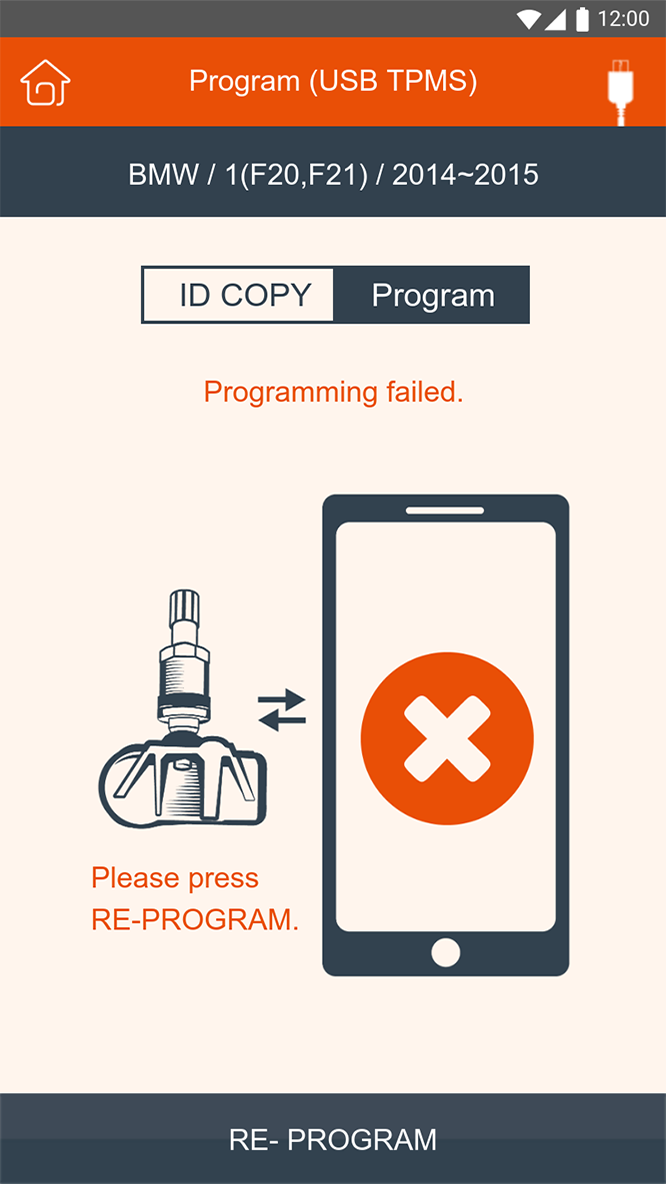 12:00
Program (USB TPMS)
BMW / 1(F20,F21) / 2014~2015
ID COPY
Program
Programming failed.
Please press
RE-PROGRAM.
RE- PROGRAM